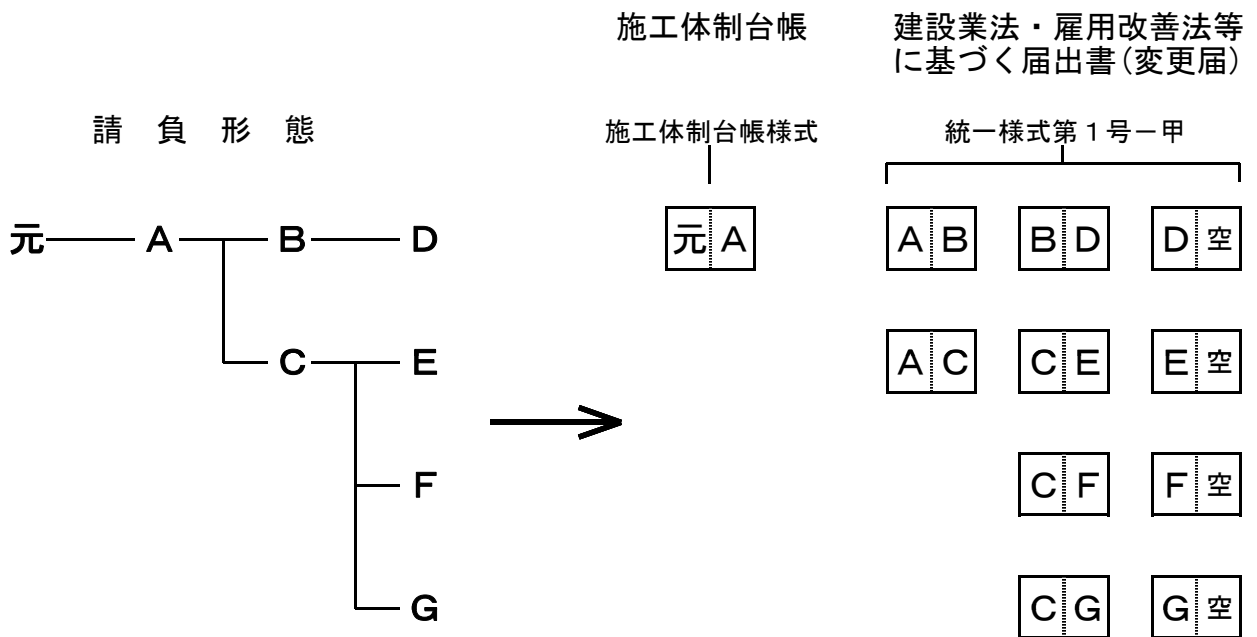 施工体制台帳
建設業法・雇用改善法等
に基づく届出書(変更届)
請負形態
施工体制台帳様式
統一様式第1号-甲
元 A B D
元 A
A B
B D
D 空
C E
A C
C E
E 空
F
C F
F 空
G
C G
G 空